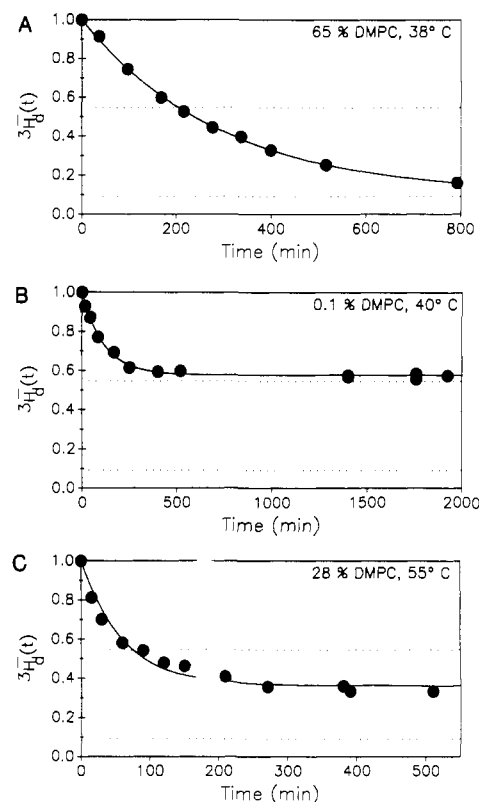 A
65 % DMPC, 38° C
1.0
0.8
0.6
0.4
0.2
0.0
³H̅d(t)
0 200 400 600 800
Time (min)
B
0.1 % DMPC, 40° C
1.0
0.8
0.6
0.4
0.2
0.0
³H̅d(t)
0 500 1000 1500 2000
Time (min)
C
28 % DMPC, 55° C
1.0
0.8
0.6
0.4
0.2
0.0
³H̅d(t)
0 100 200 300 400 500
Time (min)